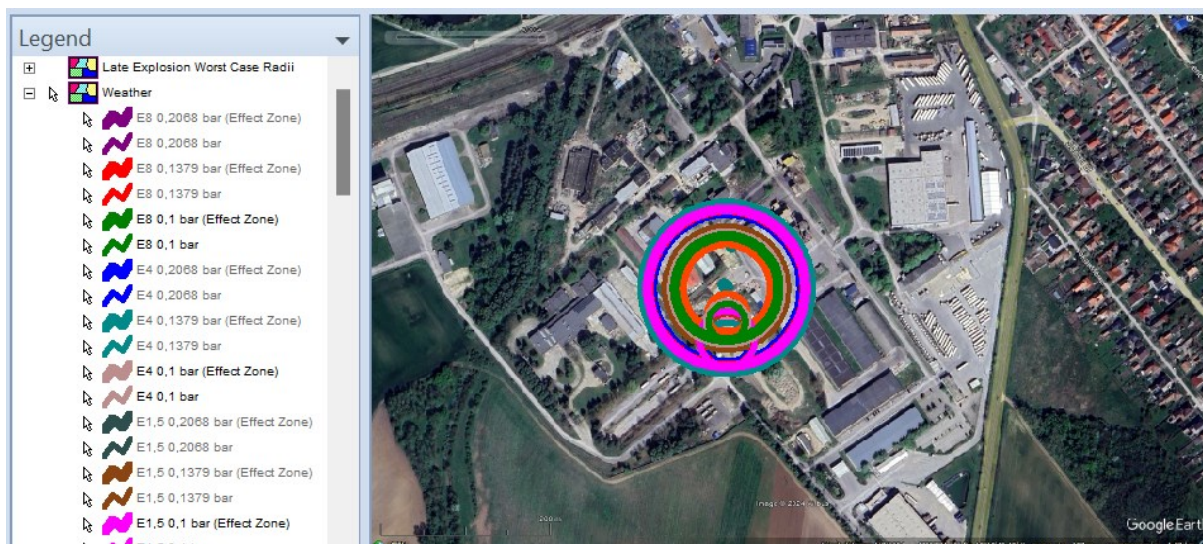 Legend
Late Explosion Worst Case Radii
Weather
E8 0,2068 bar (Effect Zone)
E8 0,2068 bar
E8 0,1379 bar (Effect Zone)
E8 0,1379 bar
E8 0,1 bar (Effect Zone)
E8 0,1 bar
E4 0,2068 bar (Effect Zone)
E4 0,2068 bar
E4 0,1379 bar (Effect Zone)
E4 0,1379 bar
E4 0,1 bar (Effect Zone)
E4 0,1 bar
E1,5 0,2068 bar (Effect Zone)
E1,5 0,2068 bar
E1,5 0,1379 bar (Effect Zone)
E1,5 0,1379 bar
E1,5 0,1 bar (Effect Zone)
Image © 2024
200 m
Google Earth